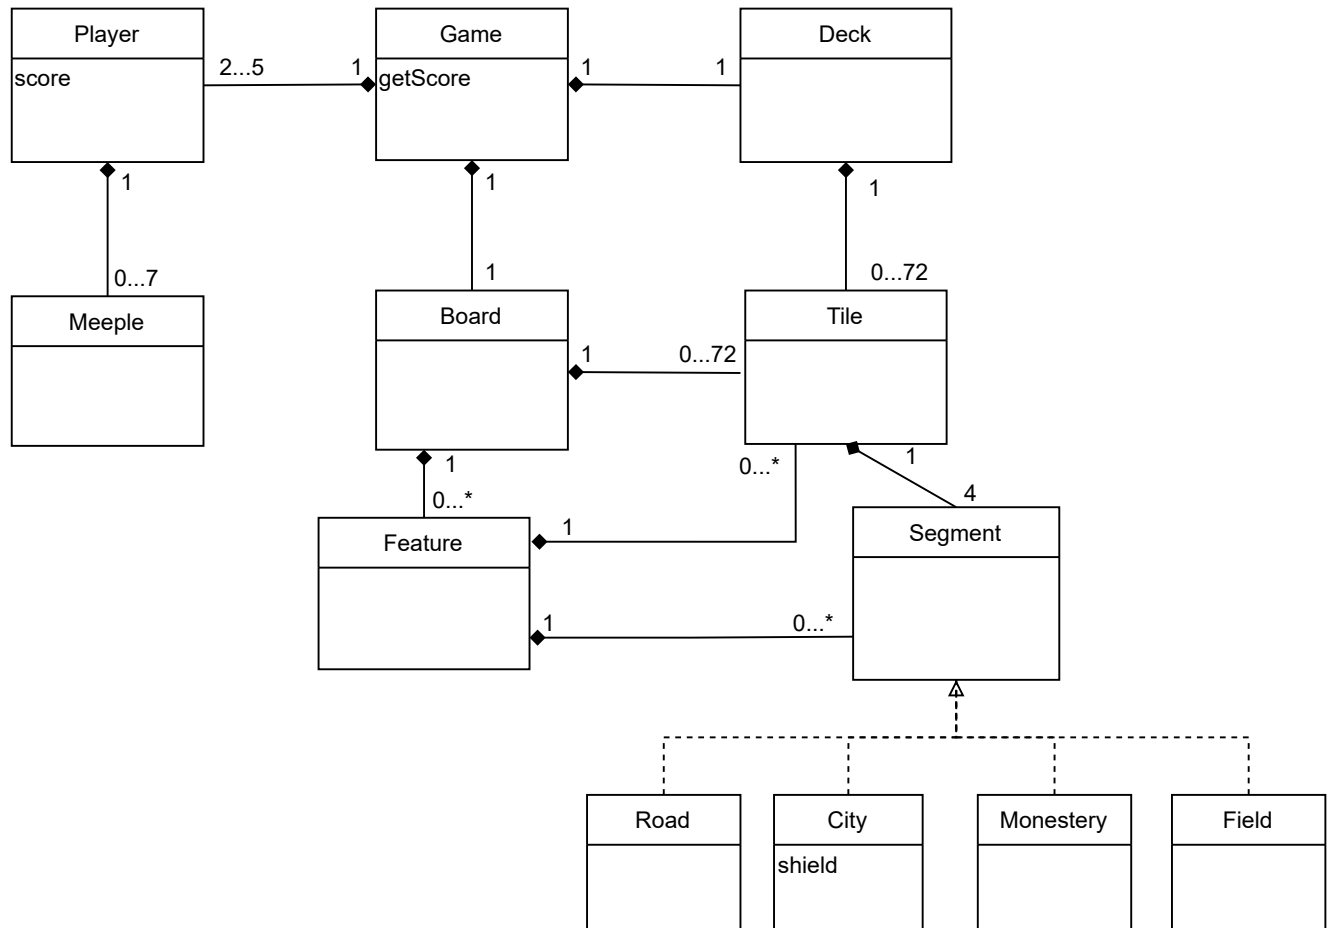 Player
Game
Deck
score
2...5
1
getScore
1
1
1
1
1
0...7
1
0...72
Meeple
Board
Tile
1
0...72
1
0...*
0...*
1
4
Feature
1
Segment
1
0...*
Road
City
Monestery
Field
shield